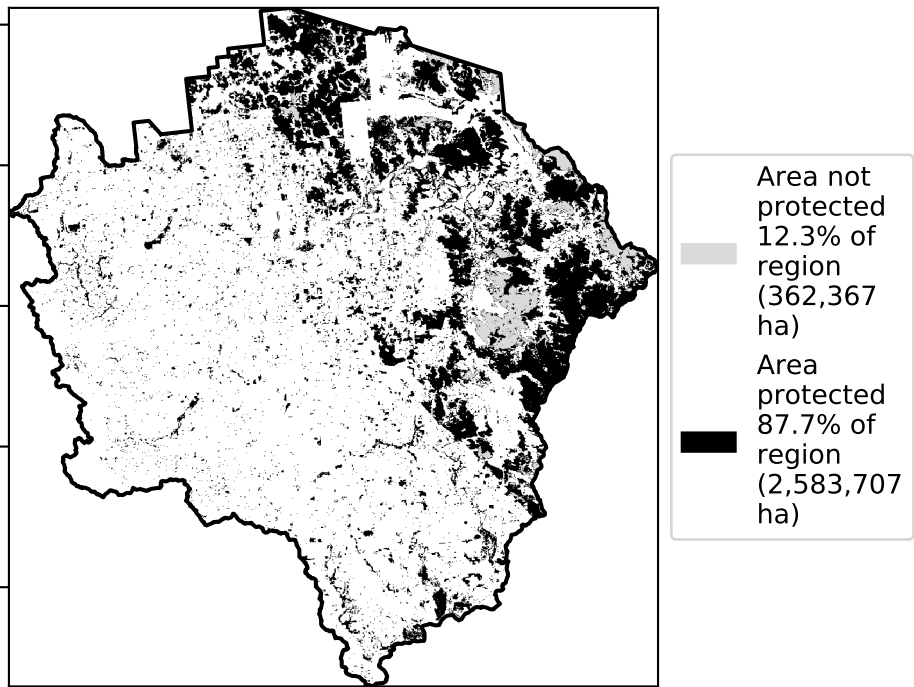 Area not
protected
12.3% of
region
(362,367
ha)
Area
protected
87.7% of
region
(2,583,707
ha)